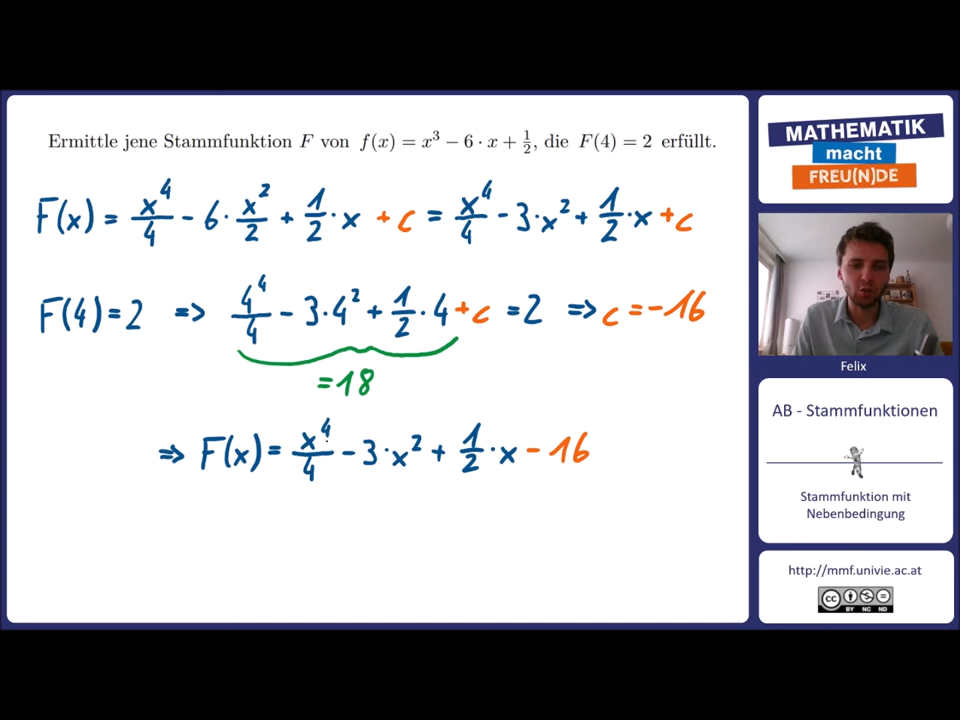 Ermittle jene Stammfunktion F von f(x) = x³ − 6 · x + 1/2, die F(4) = 2 erfüllt.
F(x) = x⁴/4 − 6 · x²/2 + 1/2 · x + c = x⁴/4 − 3 · x² + 1/2 · x + c
F(4) = 2 ⇒ 4⁴/4 − 3 · 4² + 1/2 · 4 + c = 2 ⇒ c = −16
= 18
⇒ F(x) = x⁴/4 − 3 · x² + 1/2 · x − 16
MATHEMATIK
macht
FREU(N)DE
Felix
AB - Stammfunktionen
Stammfunktion mit
Nebenbedingung
http://mmf.univie.ac.at
cc
BY NC ND